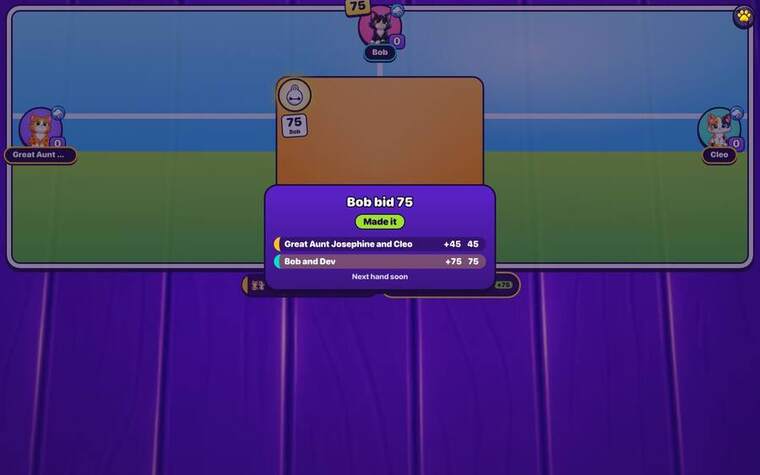 75
0
Bob
75
Bob
0
Great Aunt ...
0
Cleo
Bob bid 75
Made it
Great Aunt Josephine and Cleo +45 45
Bob and Dev +75 75
Next hand soon
+75